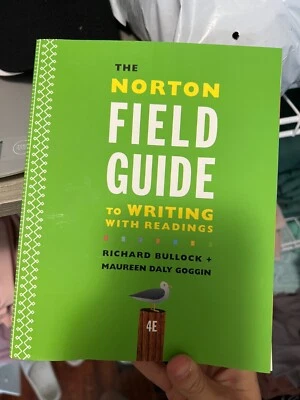 THE
NORTON
FIELD
GUIDE
TO WRITING
WITH READINGS
RICHARD BULLOCK +
MAUREEN DALY GOGGIN
4E